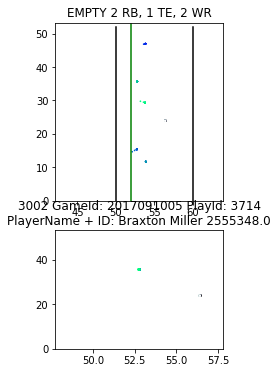 EMPTY 2 RB, 1 TE, 2 WR
50
40
30
20
10
0
45 50 55 60
3002 GameId: 2017091005 PlayId: 3714
PlayerName + ID: Braxton Miller 2555348.0
40
20
0
50.0 52.5 55.0 57.5